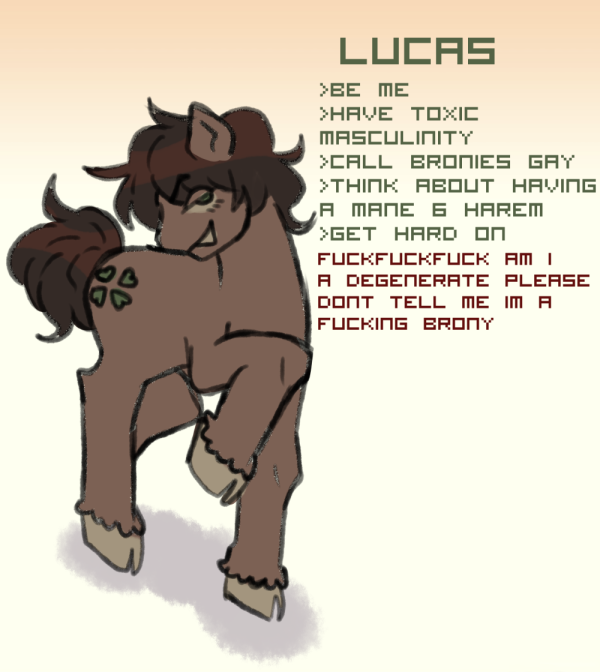 LUCAS
>BE ME
>HAVE TOXIC
MASCULINITY
>CALL BRONIES GAY
>THINK ABOUT HAVING
A MANE & HAREM
>GET HARD ON
FUCKFUCKFUCK AM I
A DEGENERATE PLEASE
DONT TELL ME IM A
FUCKING BRONY